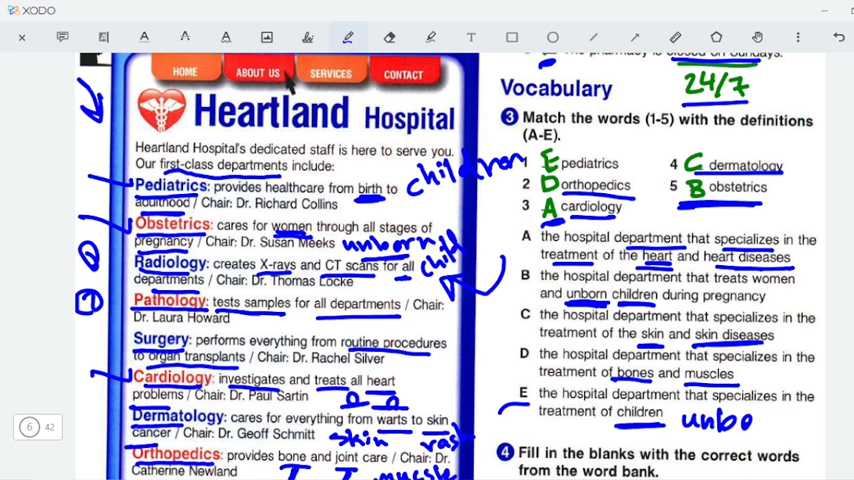 XODO
T
the pharmacy is closed on Sundays.
24/7
HOME
ABOUT US
SERVICES
CONTACT
Heartland Hospital
Heartland Hospital's dedicated staff is here to serve you.
Our first-class departments include:
Pediatrics: provides healthcare from birth to
adulthood / Chair: Dr. Richard Collins
children
Obstetrics: cares for women through all stages of
pregnancy / Chair: Dr. Susan Meeks
unborn
child
Radiology: creates X-rays and CT scans for all
departments / Chair: Dr. Thomas Locke
Pathology: tests samples for all departments / Chair:
Dr. Laura Howard
Surgery: performs everything from routine procedures
to organ transplants / Chair: Dr. Rachel Silver
Cardiology: investigates and treats all heart
problems / Chair: Dr. Paul Sartin
Dermatology: cares for everything from warts to skin
cancer / Chair: Dr. Geoff Schmitt
skin
rash
Orthopedics: provides bone and joint care / Chair: Dr.
Catherine Newland
6 42
Vocabulary
3 Match the words (1-5) with the definitions
(A-E).
1 E pediatrics
2 D orthopedics
3 A cardiology
4 C dermatology
5 B obstetrics
A the hospital department that specializes in the
treatment of the heart and heart diseases
B the hospital department that treats women
and unborn children during pregnancy
C the hospital department that specializes in the
treatment of the skin and skin diseases
D the hospital department that specializes in the
treatment of bones and muscles
E the hospital department that specializes in the
treatment of children
unbo
4 Fill in the blanks with the correct words
from the word bank.